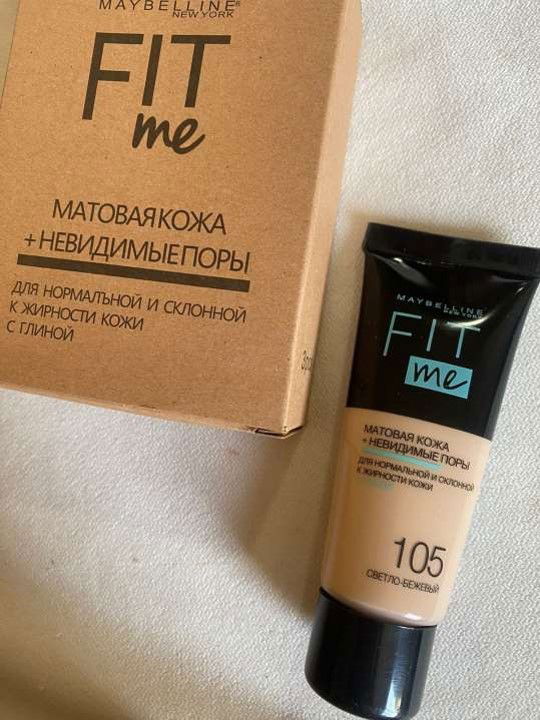 MAYBELLINE
NEW YORK
FIT
me
МАТОВАЯ КОЖА
+НЕВИДИМЫЕ ПОРЫ
ДЛЯ НОРМАЛЬНОЙ И СКЛОННОЙ
К ЖИРНОСТИ КОЖИ
С ГЛИНОЙ
MAYBELLINE
NEW YORK
FIT
me
МАТОВАЯ КОЖА
+ НЕВИДИМЫЕ ПОРЫ
ДЛЯ НОРМАЛЬНОЙ И СКЛОННОЙ
К ЖИРНОСТИ КОЖИ
105
СВЕТЛО-БЕЖЕВЫЙ